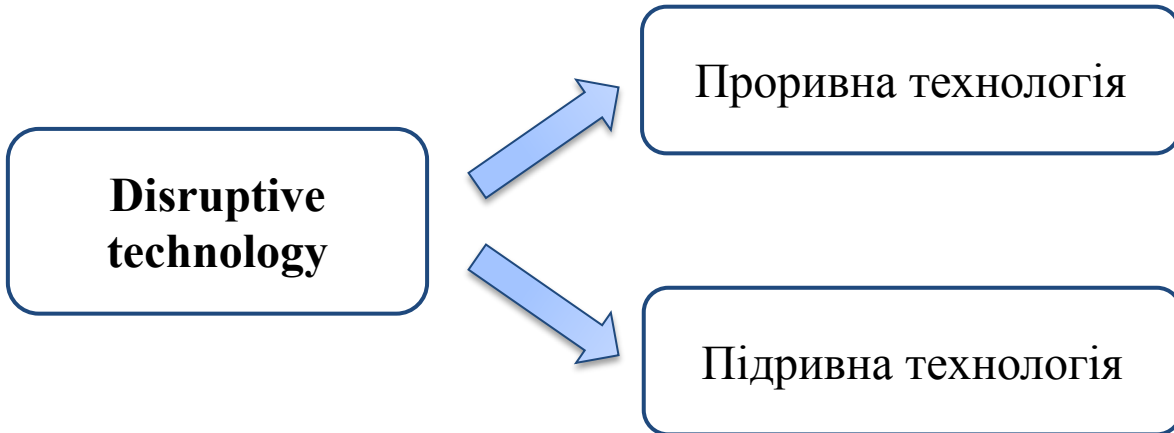 Проривна технологія
Disruptive
technology
Підривна технологія